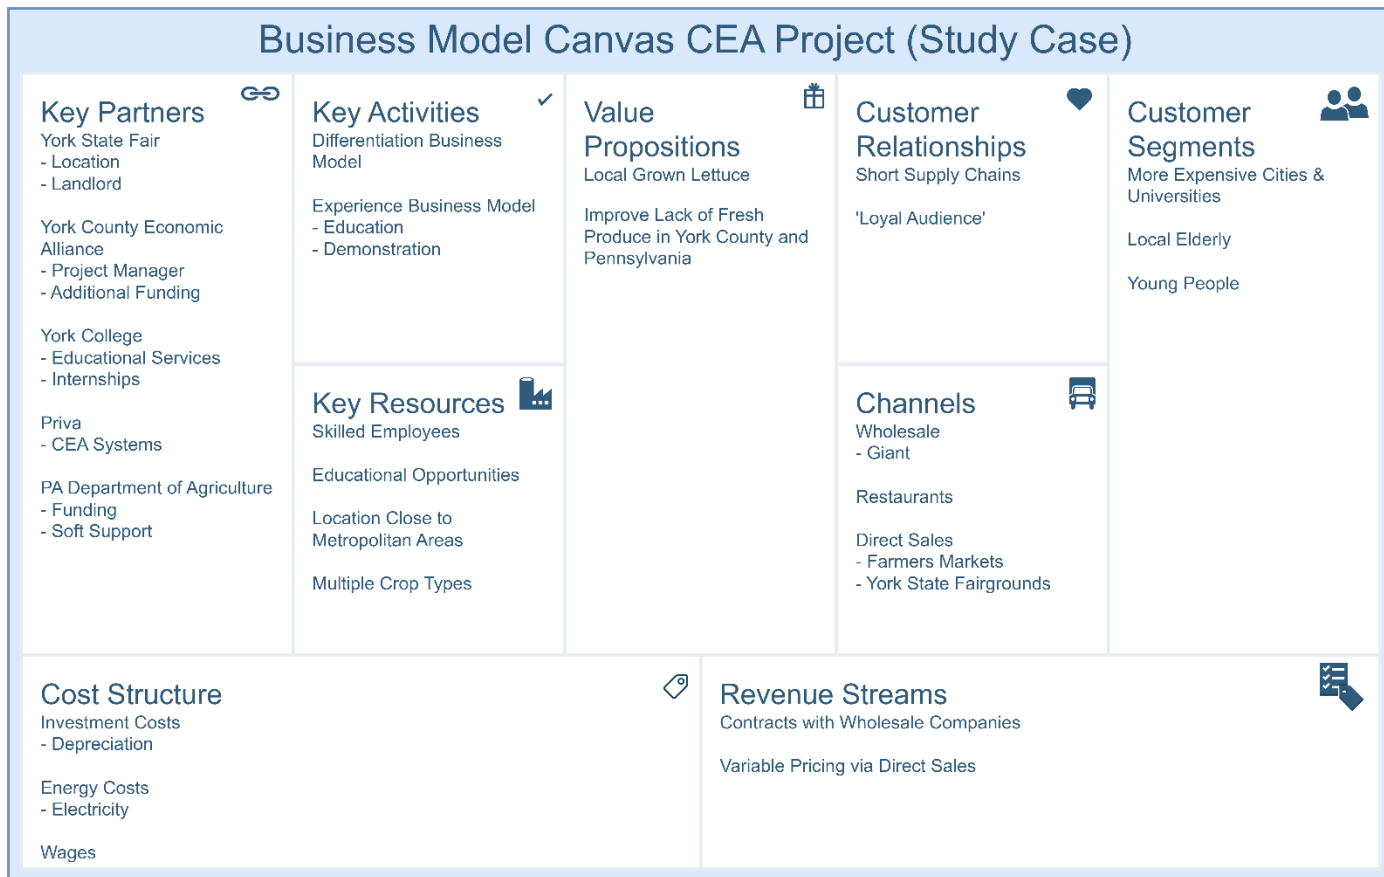 Business Model Canvas CEA Project (Study Case)
Key Partners
York State Fair
- Location
- Landlord
York County Economic
Alliance
- Project Manager
- Additional Funding
York College
- Educational Services
- Internships
Priva
- CEA Systems
PA Department of Agriculture
- Funding
- Soft Support
Key Activities
Differentiation Business
Model
Experience Business Model
- Education
- Demonstration
Key Resources
Skilled Employees
Educational Opportunities
Location Close to
Metropolitan Areas
Multiple Crop Types
Value
Propositions
Local Grown Lettuce
Improve Lack of Fresh
Produce in York County and
Pennsylvania
Customer
Relationships
Short Supply Chains
'Loyal Audience'
Channels
Wholesale
- Giant
Restaurants
Direct Sales
- Farmers Markets
- York State Fairgrounds
Customer
Segments
More Expensive Cities &
Universities
Local Elderly
Young People
Cost Structure
Investment Costs
- Depreciation
Energy Costs
- Electricity
Wages
Revenue Streams
Contracts with Wholesale Companies
Variable Pricing via Direct Sales